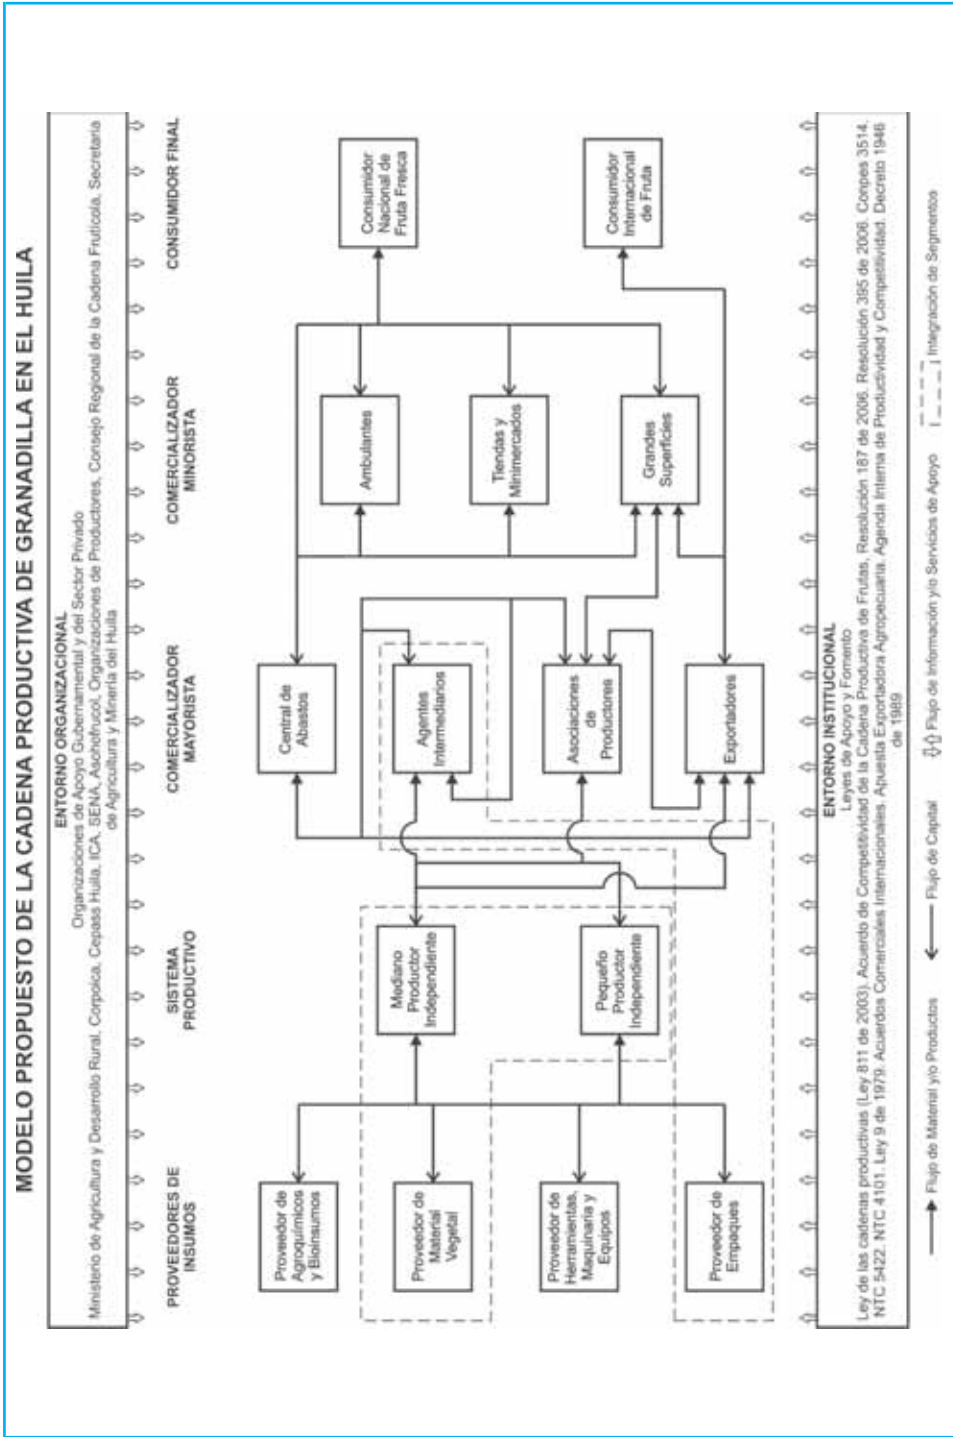 MODELO PROPUESTO DE LA CADENA PRODUCTIVA DE GRANADILLA EN EL HUILA
ENTORNO ORGANIZACIONAL
Organizaciones de Apoyo Gubernamental y del Sector Privado
Ministerio de Agricultura y Desarrollo Rural, Corpoica, Cepass Huila, ICA, SENA, Asohofrucol, Organizaciones de Productores, Consejo Regional de la Cadena Frutícola, Secretaria
de Agricultura y Minería del Huila
PROVEEDORES DE
INSUMOS
SISTEMA
PRODUCTIVO
COMERCIALIZADOR
MAYORISTA
COMERCIALIZADOR
MINORISTA
CONSUMIDOR FINAL
Proveedor de
Agroquímicos
y Bioinsumos
Proveedor de
Material
Vegetal
Proveedor de
Herramientas,
Maquinaria y
Equipos
Proveedor de
Empaques
Mediano
Productor
Independiente
Pequeño
Productor
Independiente
Central de
Abastos
Agentes
Intermediarios
Asociaciones
de
Productores
Exportadores
Ambulantes
Tiendas y
Minimercados
Grandes
Superficies
Consumidor
Nacional de
Fruta Fresca
Consumidor
Internacional
de Fruta
ENTORNO INSTITUCIONAL
Leyes de Apoyo y Fomento
Ley de las cadenas productivas (Ley 811 de 2003). Acuerdo de Competitividad de la Cadena Productiva de Frutas, Resolución 187 de 2006. Resolución 395 de 2006. Conpes 3514.
NTC 5422. NTC 4101. Ley 9 de 1979. Acuerdos Comerciales Internacionales. Apuesta Exportadora Agropecuaria. Agenda Interna de Productividad y Competitividad. Decreto 1946
de 1989
Flujo de Material y/o Productos
Flujo de Capital
Flujo de Información y/o Servicios de Apoyo
Integración de Segmentos